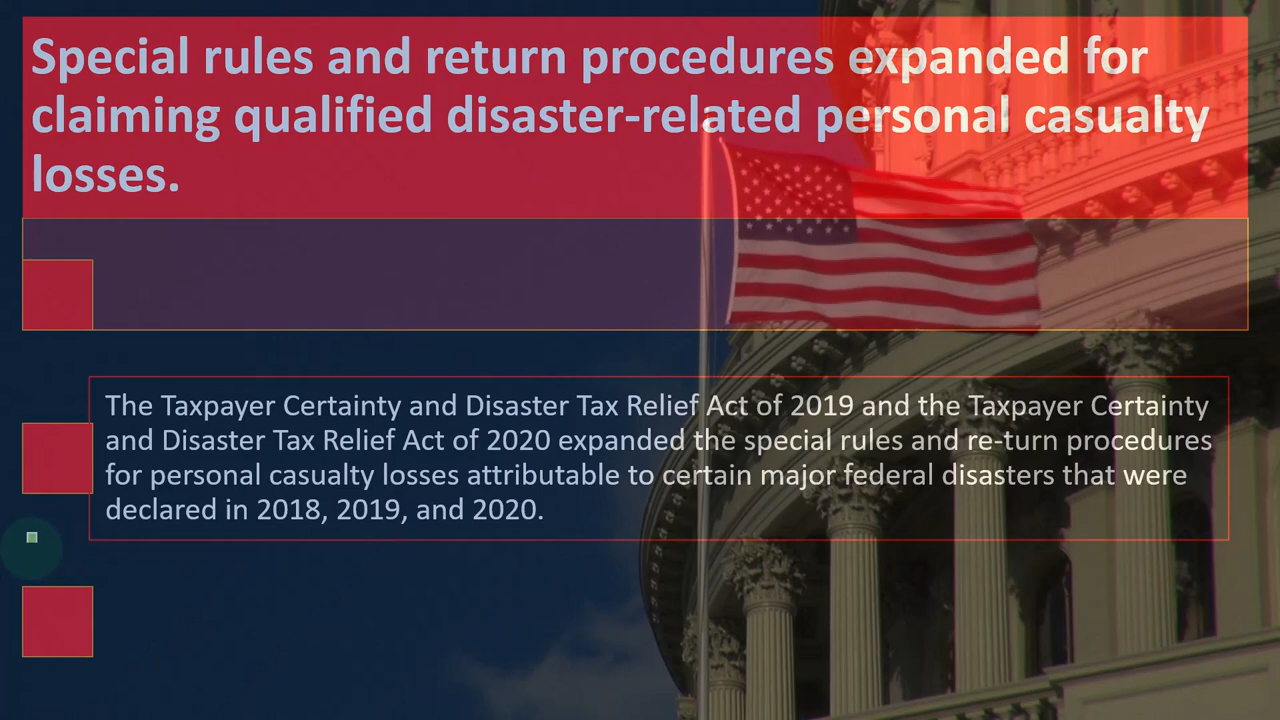 Special rules and return procedures expanded for
claiming qualified disaster-related personal casualty
losses.
The Taxpayer Certainty and Disaster Tax Relief Act of 2019 and the Taxpayer Certainty
and Disaster Tax Relief Act of 2020 expanded the special rules and re-turn procedures
for personal casualty losses attributable to certain major federal disasters that were
declared in 2018, 2019, and 2020.